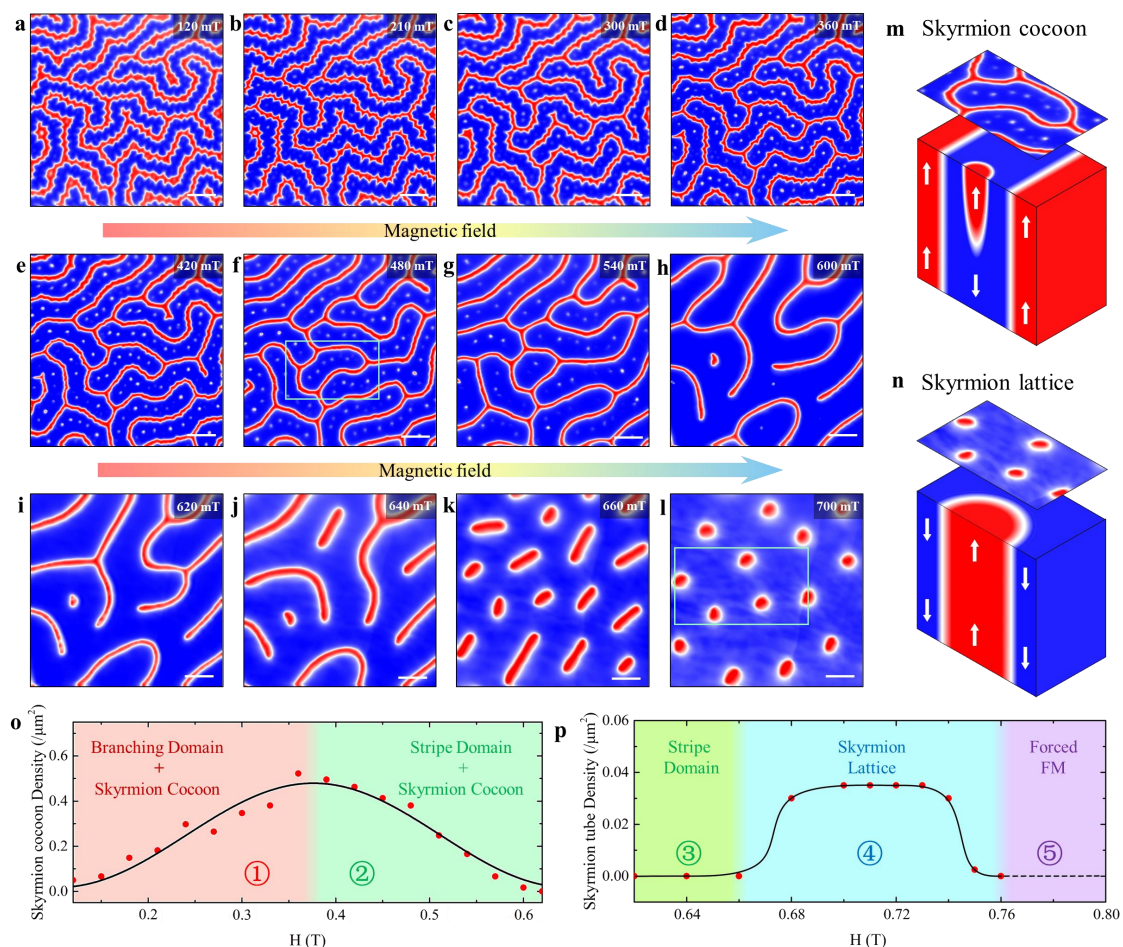 a 120 mT
b 210 mT
c 300 mT
d 360 mT
m Skyrmion cocoon
Magnetic field
e 420 mT
f 480 mT
g 540 mT
h 600 mT
n Skyrmion lattice
Magnetic field
i 620 mT
j 640 mT
k 660 mT
l 700 mT
o
Skyrmion cocoon Density (/μm²)
0.6
0.4
0.2
0.0
Branching Domain
+
Skyrmion Cocoon
①
Stripe Domain
+
Skyrmion Cocoon
②
0.2 0.3 0.4 0.5 0.6
H (T)
p
Skyrmion tube Density (/μm²)
0.06
0.04
0.02
0.00
Stripe
Domain
③
Skyrmion
Lattice
④
Forced
FM
⑤
0.64 0.68 0.72 0.76 0.80
H (T)